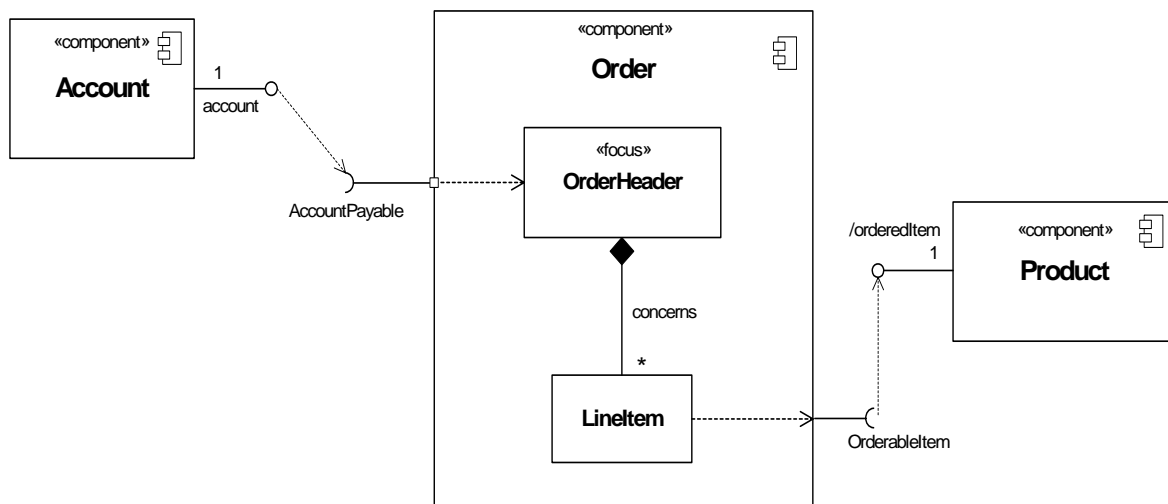 «component»
Account
1
account
AccountPayable
«component»
Order
«focus»
OrderHeader
concerns
*
LineItem
/orderedItem
1
OrderableItem
«component»
Product